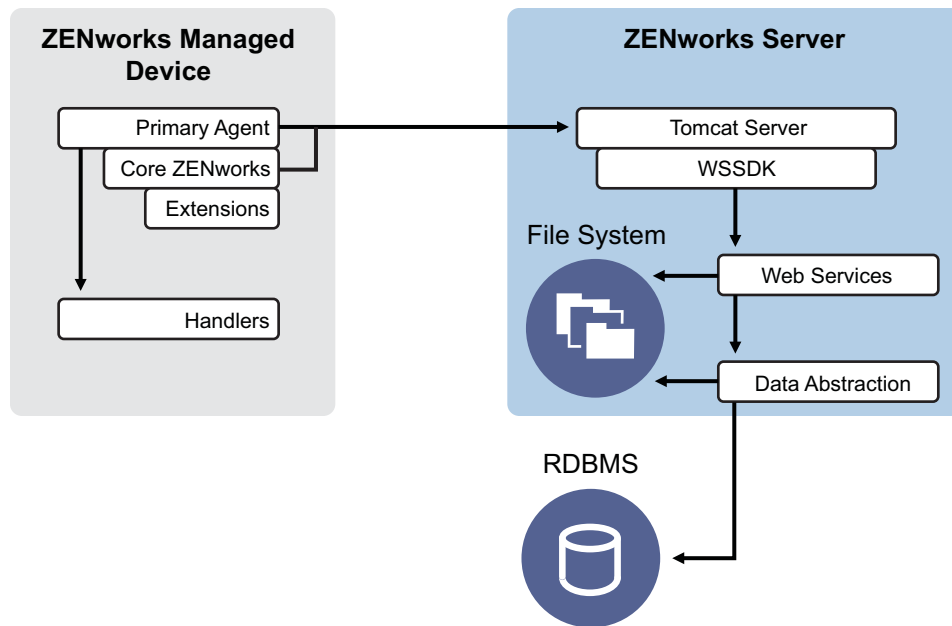 ZENworks Managed
Device
Primary Agent
Core ZENworks
Extensions
Handlers
ZENworks Server
Tomcat Server
WSSDK
File System
Web Services
Data Abstraction
RDBMS